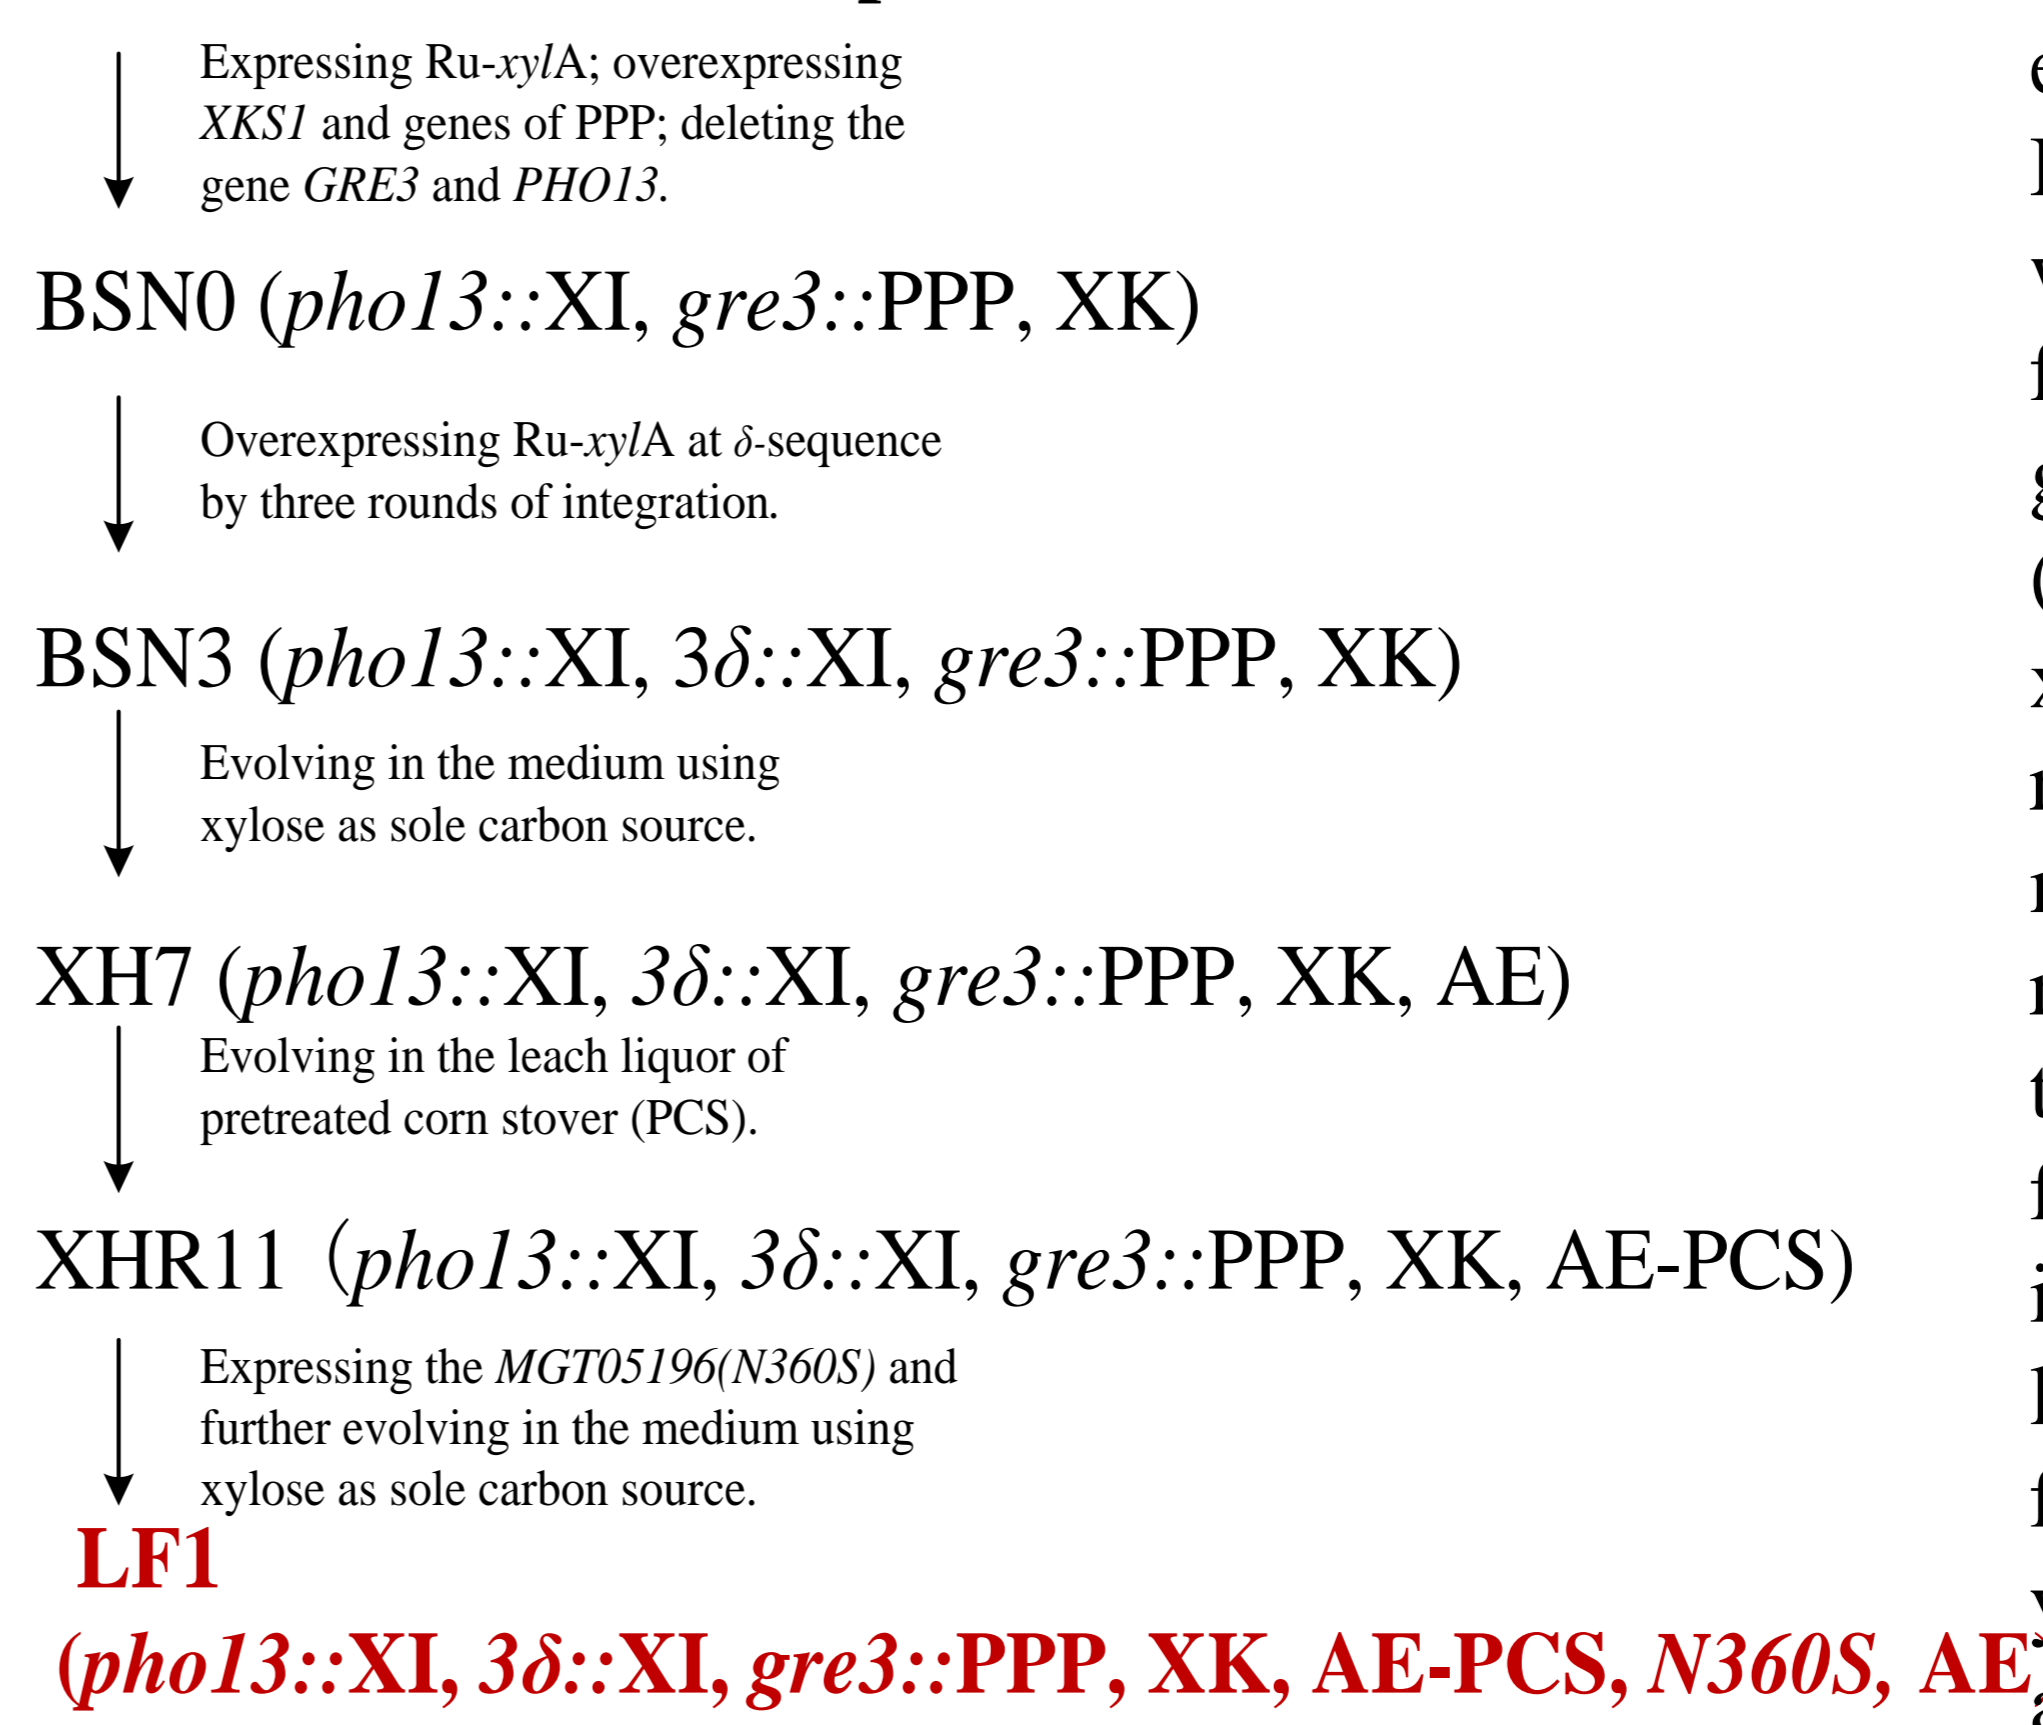 Expressing Ru-xylA; overexpressing
XKS1 and genes of PPP; deleting the
gene GRE3 and PHO13.
BSN0 (pho13::XI, gre3::PPP, XK)
Overexpressing Ru-xylA at δ-sequence
by three rounds of integration.
BSN3 (pho13::XI, 3δ::XI, gre3::PPP, XK)
Evolving in the medium using
xylose as sole carbon source.
XH7 (pho13::XI, 3δ::XI, gre3::PPP, XK, AE)
Evolving in the leach liquor of
pretreated corn stover (PCS).
XHR11 (pho13::XI, 3δ::XI, gre3::PPP, XK, AE-PCS)
Expressing the MGT05196(N360S) and
further evolving in the medium using
xylose as sole carbon source.
LF1
(pho13::XI, 3δ::XI, gre3::PPP, XK, AE-PCS, N360S, AE